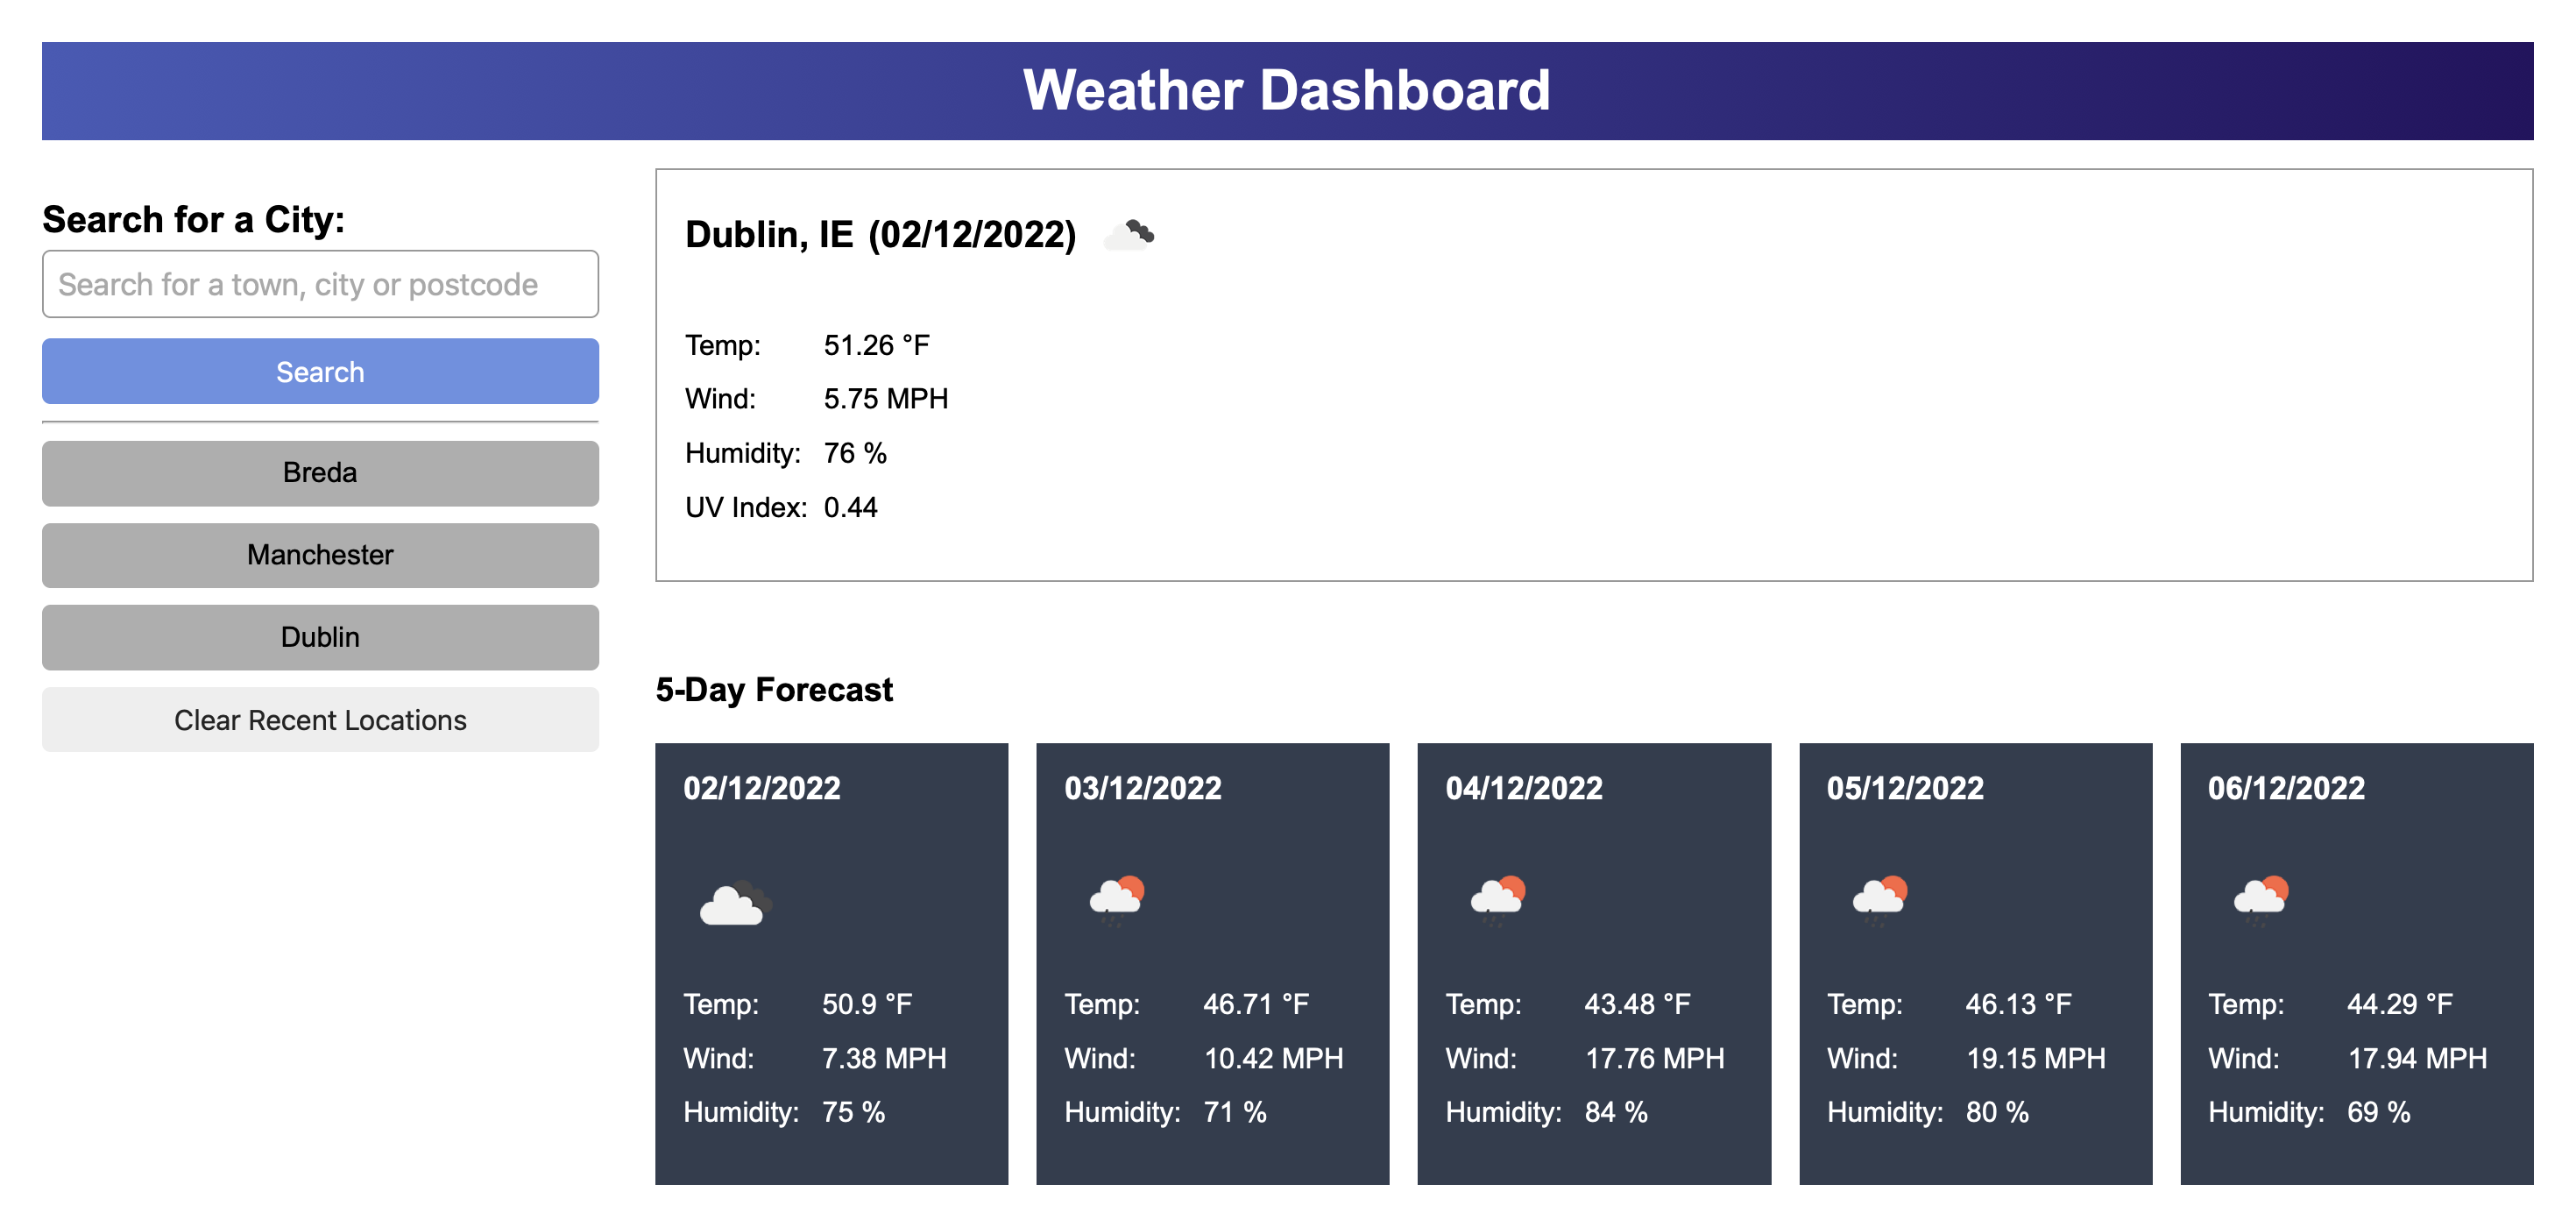 Weather Dashboard
Search for a City:
Search for a town, city or postcode
Search
Breda
Manchester
Dublin
Clear Recent Locations
Dublin, IE (02/12/2022)
Temp: 51.26 °F
Wind: 5.75 MPH
Humidity: 76 %
UV Index: 0.44
5-Day Forecast
02/12/2022
Temp: 50.9 °F
Wind: 7.38 MPH
Humidity: 75 %
03/12/2022
Temp: 46.71 °F
Wind: 10.42 MPH
Humidity: 71 %
04/12/2022
Temp: 43.48 °F
Wind: 17.76 MPH
Humidity: 84 %
05/12/2022
Temp: 46.13 °F
Wind: 19.15 MPH
Humidity: 80 %
06/12/2022
Temp: 44.29 °F
Wind: 17.94 MPH
Humidity: 69 %